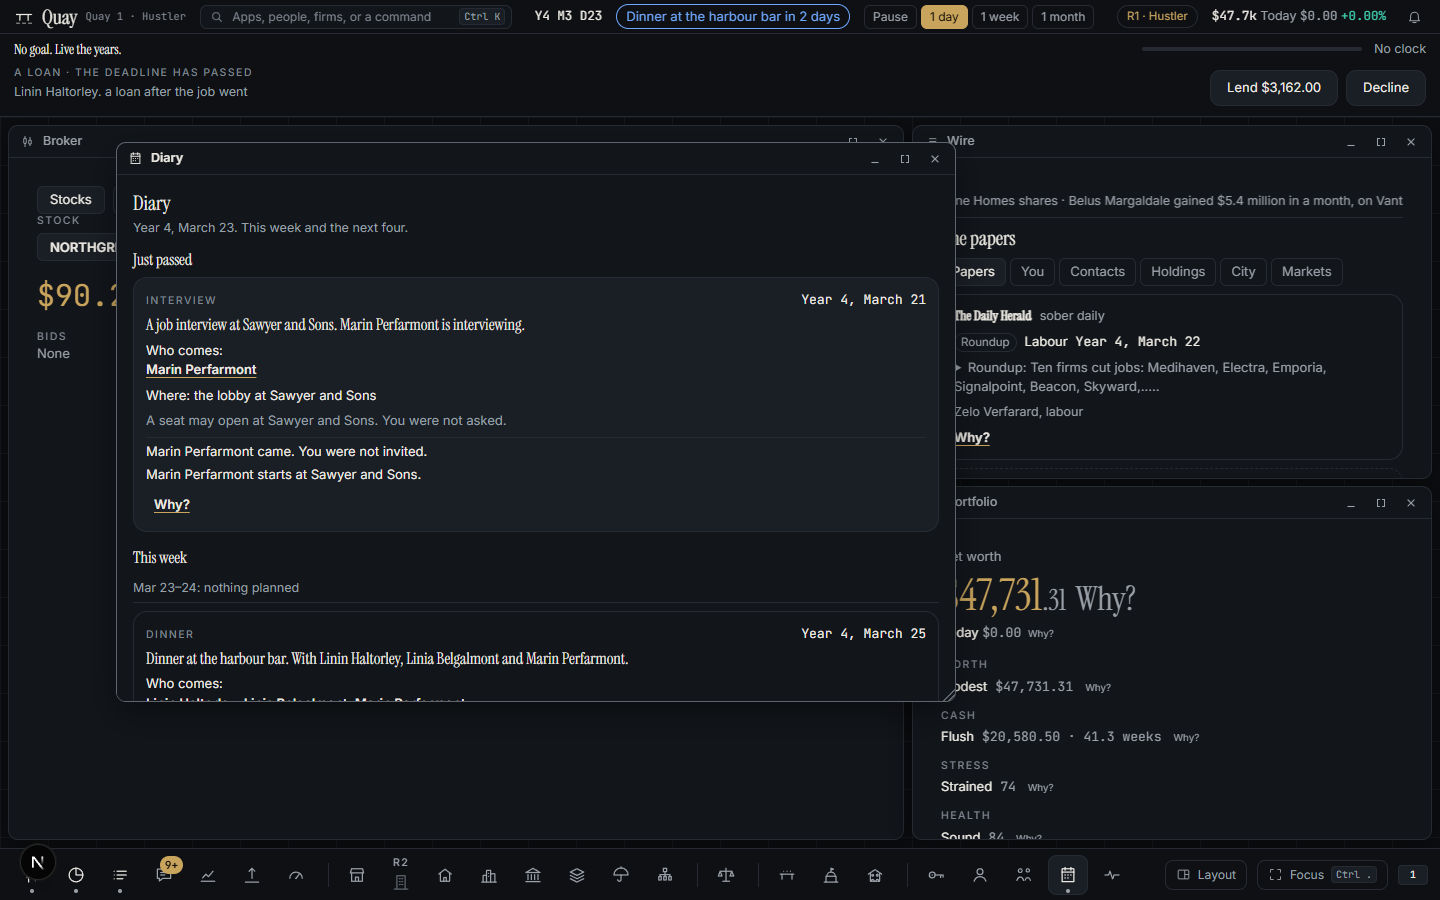 Quay Quay 1 · Hustler Apps, people, firms, or a command Ctrl K Y4 M3 D23 Dinner at the harbour bar in 2 days Pause 1 day 1 week 1 month R1 · Hustler $47.7k Today $0.00 +0.00%
No goal. Live the years. No clock
A LOAN · THE DEADLINE HAS PASSED
Linin Haltorley. a loan after the job went
Lend $3,162.00 Decline
Broker
Stocks
STOCK
NORTHGR
$90.2
BIDS
None
Diary
Diary
Year 4, March 23. This week and the next four.
Just passed
INTERVIEW Year 4, March 21
A job interview at Sawyer and Sons. Marin Perfarmont is interviewing.
Who comes:
Marin Perfarmont
Where: the lobby at Sawyer and Sons
A seat may open at Sawyer and Sons. You were not asked.
Marin Perfarmont came. You were not invited.
Marin Perfarmont starts at Sawyer and Sons.
Why?
This week
Mar 23–24: nothing planned
DINNER Year 4, March 25
Dinner at the harbour bar. With Linin Haltorley, Linia Belgalmont and Marin Perfarmont.
Who comes:
Wire
ne Homes shares · Belus Margaldale gained $5.4 million in a month, on Vant
he papers
Papers You Contacts Holdings City Markets
The Daily Herald sober daily
Roundup Labour Year 4, March 22
Roundup: Ten firms cut jobs: Medihaven, Electra, Emporia,
Signalpoint, Beacon, Skyward,.....
Zelo Verfarard, labour
Why?
ortfolio
et worth
$47,731.31 Why?
day $0.00 Why?
ORTH
odest $47,731.31 Why?
CASH
Flush $20,580.50 · 41.3 weeks Why?
STRESS
Strained 74 Why?
HEALTH
Sound 84 Why?
N 9+ R2 Layout Focus Ctrl . 1